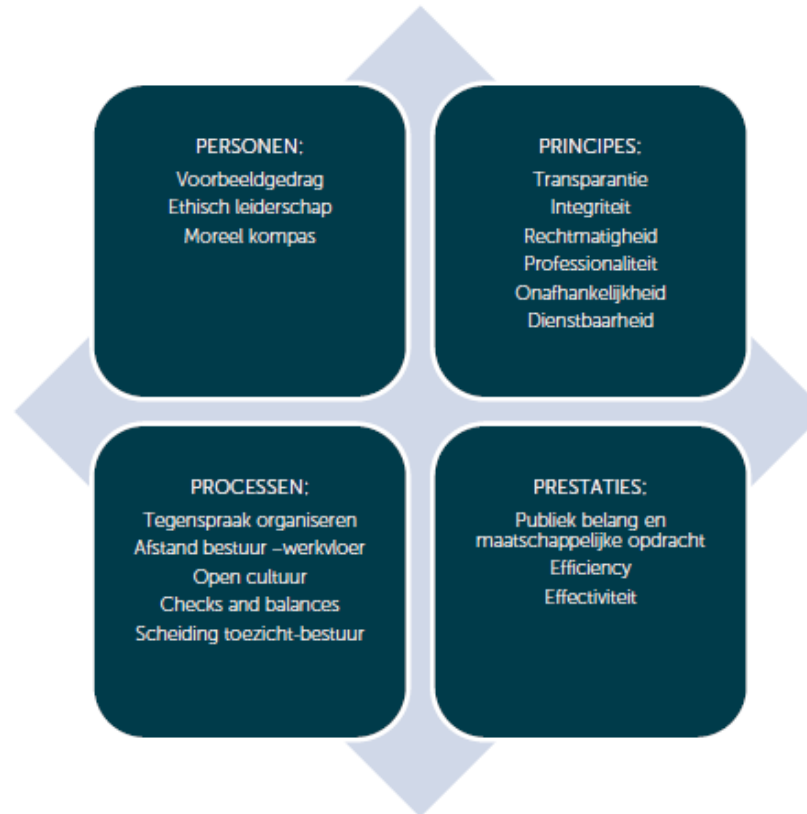 PERSONEN:
Voorbeeldgedrag
Ethisch leiderschap
Moreel kompas
PRINCIPES:
Transparantie
Integriteit
Rechtmatigheid
Professionaliteit
Onafhankelijkheid
Dienstbaarheid
PROCESSEN:
Tegenspraak organiseren
Afstand bestuur –werkvloer
Open cultuur
Checks and balances
Scheiding toezicht-bestuur
PRESTATIES:
Publiek belang en
maatschappelijke opdracht
Efficiency
Effectiviteit